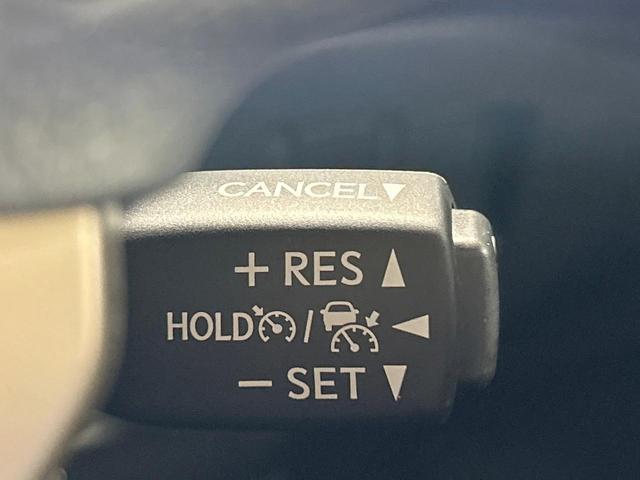 CANCEL▼
+ RES ▲
HOLD / ◀
− SET ▼